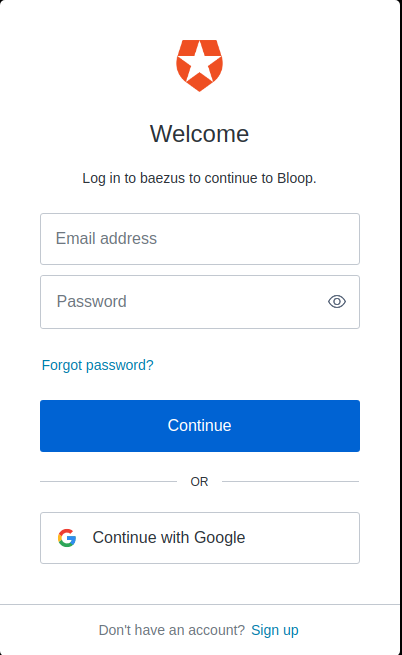 Welcome
Log in to baezus to continue to Bloop.
Email address
Password
Forgot password?
Continue
OR
Continue with Google
Don't have an account? Sign up